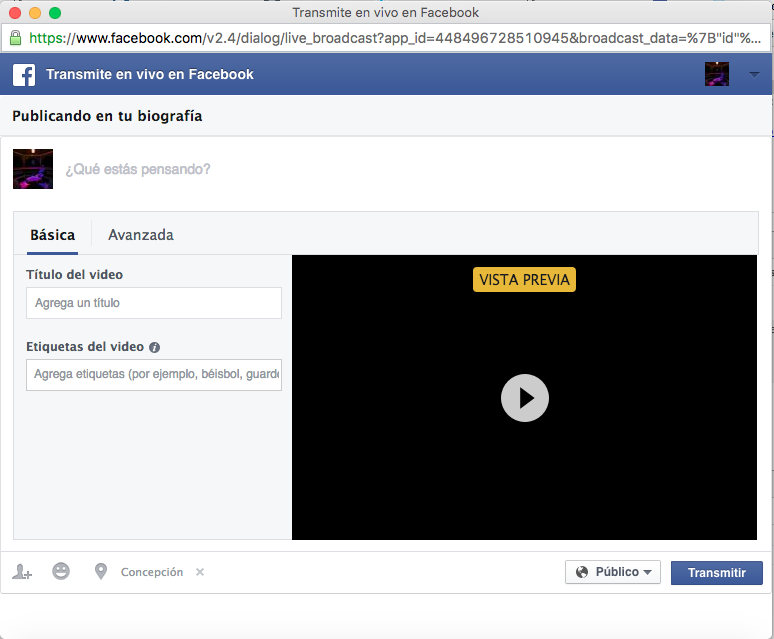 Transmite en vivo en Facebook
https://www.facebook.com/v2.4/dialog/live_broadcast?app_id=448496728510945&broadcast_data=%7B"id"%...
Transmite en vivo en Facebook
Publicando en tu biografía
¿Qué estás pensando?
Básica Avanzada
Título del video
Agrega un título
Etiquetas del video
Agrega etiquetas (por ejemplo, béisbol, guarde
VISTA PREVIA
Concepción × Público Transmitir